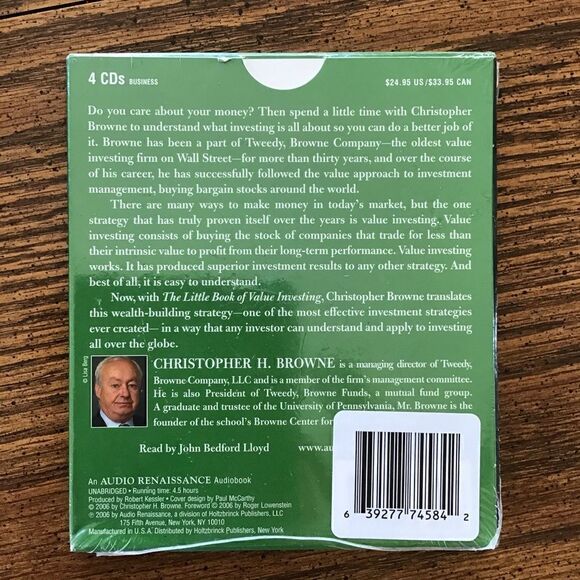 4 CDs BUSINESS $24.95 US/$33.95 CAN
Do you care about your money? Then spend a little time with Christopher
Browne to understand what investing is all about so you can do a better job of
it. Browne has been a part of Tweedy, Browne Company—the oldest value
investing firm on Wall Street—for more than thirty years, and over the course
of his career, he has successfully followed the value approach to investment
management, buying bargain stocks around the world.
There are many ways to make money in today's market, but the one
strategy that has truly proven itself over the years is value investing. Value
investing consists of buying the stock of companies that trade for less than
their intrinsic value to profit from their long-term performance. Value investing
works. It has produced superior investment results to any other strategy. And
best of all, it is easy to understand.
Now, with The Little Book of Value Investing, Christopher Browne translates
this wealth-building strategy—one of the most effective investment strategies
ever created—in a way that any investor can understand and apply to investing
all over the globe.
© Lisa Berg
CHRISTOPHER H. BROWNE is a managing director of Tweedy,
Browne Company, LLC and is a member of the firm's management committee.
He is also President of Tweedy, Browne Funds, a mutual fund group.
A graduate and trustee of the University of Pennsylvania, Mr. Browne is the
founder of the school's Browne Center for
Read by John Bedford Lloyd www.au
An AUDIO RENAISSANCE Audiobook
UNABRIDGED • Running time: 4.5 hours
Produced by Robert Kessler • Cover design by Paul McCarthy
© 2006 by Christopher H. Browne. Foreword © 2006 by Roger Lowenstein
℗ 2006 by Audio Renaissance, a division of Holtzbrinck Publishers, LLC
175 Fifth Avenue, New York, NY 10010
Manufactured in U.S.A. Distributed by Holtzbrinck Publishers, New York
6 39277 74584 2